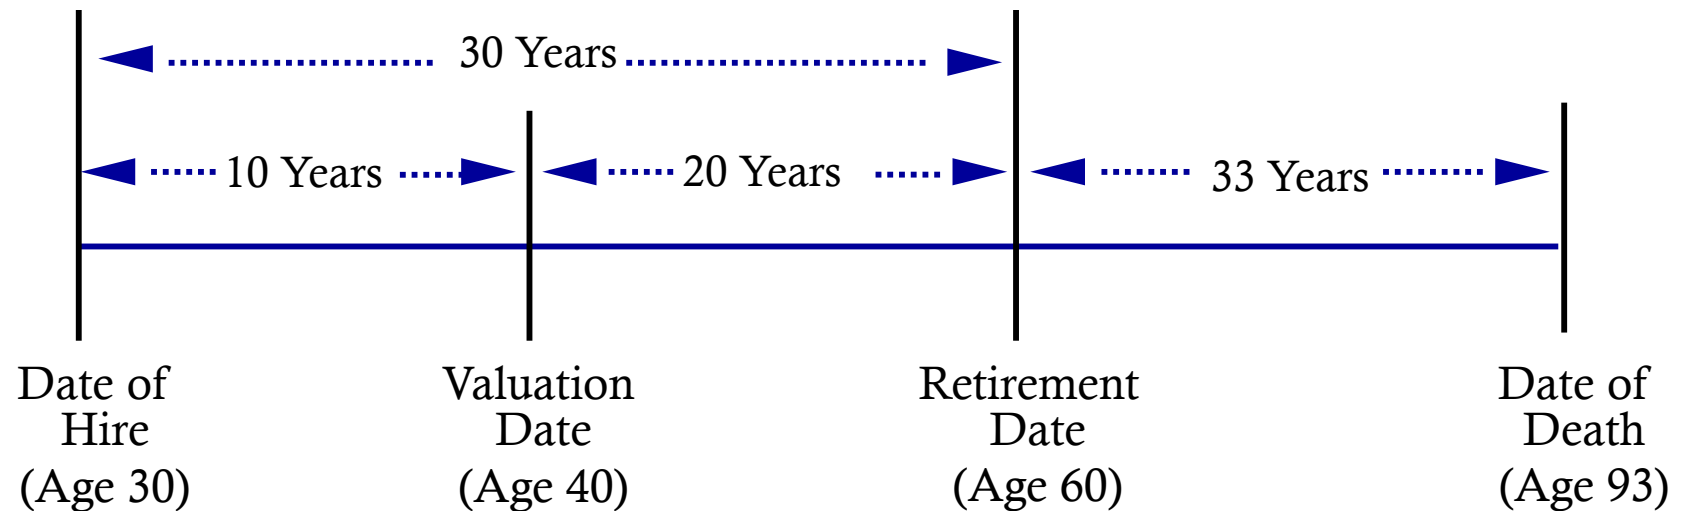 30 Years
10 Years
20 Years
33 Years
Date of
Hire
(Age 30)
Valuation
Date
(Age 40)
Retirement
Date
(Age 60)
Date of
Death
(Age 93)